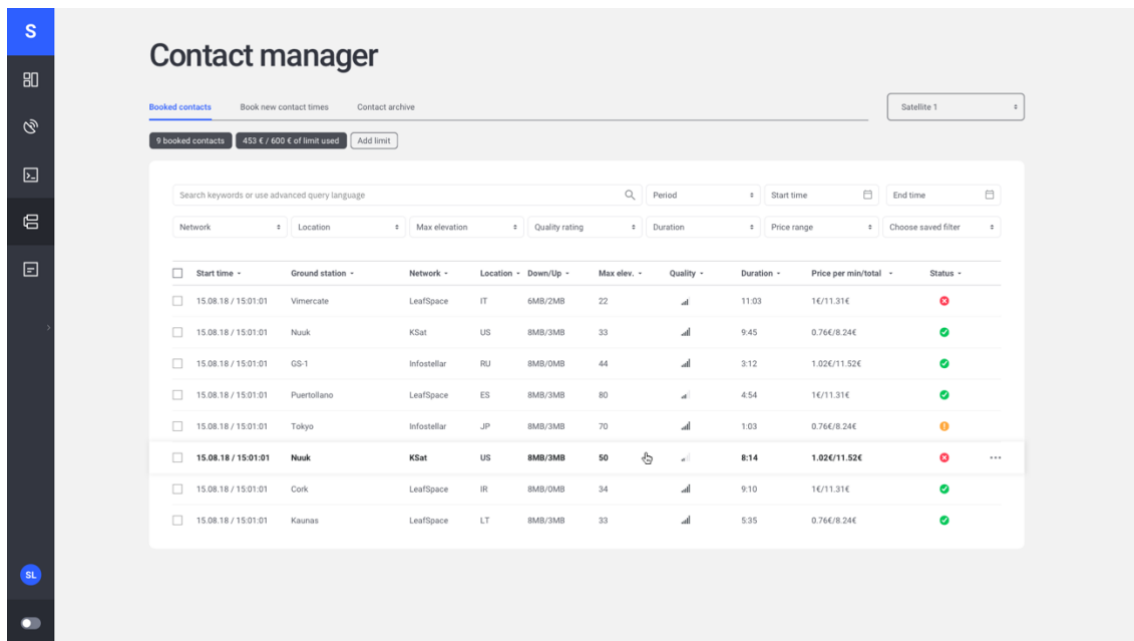 S
Contact manager
Booked contacts Book new contact times Contact archive Satellite 1
9 booked contacts 453 € / 600 € of limit used Add limit
Search keywords or use advanced query language Period Start time End time
Network Location Max elevation Quality rating Duration Price range Choose saved filter
Start time Ground station Network Location Down/Up Max elev. Quality Duration Price per min/total Status
15.08.18 / 15:01:01 Vimercate LeafSpace IT 6MB/2MB 22 11:03 1€/11.31€
15.08.18 / 15:01:01 Nuuk KSat US 8MB/3MB 33 9:45 0.76€/8.24€
15.08.18 / 15:01:01 GS-1 Infostellar RU 8MB/0MB 44 3:12 1.02€/11.52€
15.08.18 / 15:01:01 Puertollano LeafSpace ES 8MB/3MB 80 4:54 1€/11.31€
15.08.18 / 15:01:01 Tokyo Infostellar JP 8MB/3MB 70 1:03 0.76€/8.24€
15.08.18 / 15:01:01 Nuuk KSat US 8MB/3MB 50 8:14 1.02€/11.52€ ...
15.08.18 / 15:01:01 Cork LeafSpace IR 8MB/0MB 34 9:10 1€/11.31€
15.08.18 / 15:01:01 Kaunas LeafSpace LT 8MB/3MB 33 5:35 0.76€/8.24€
SL